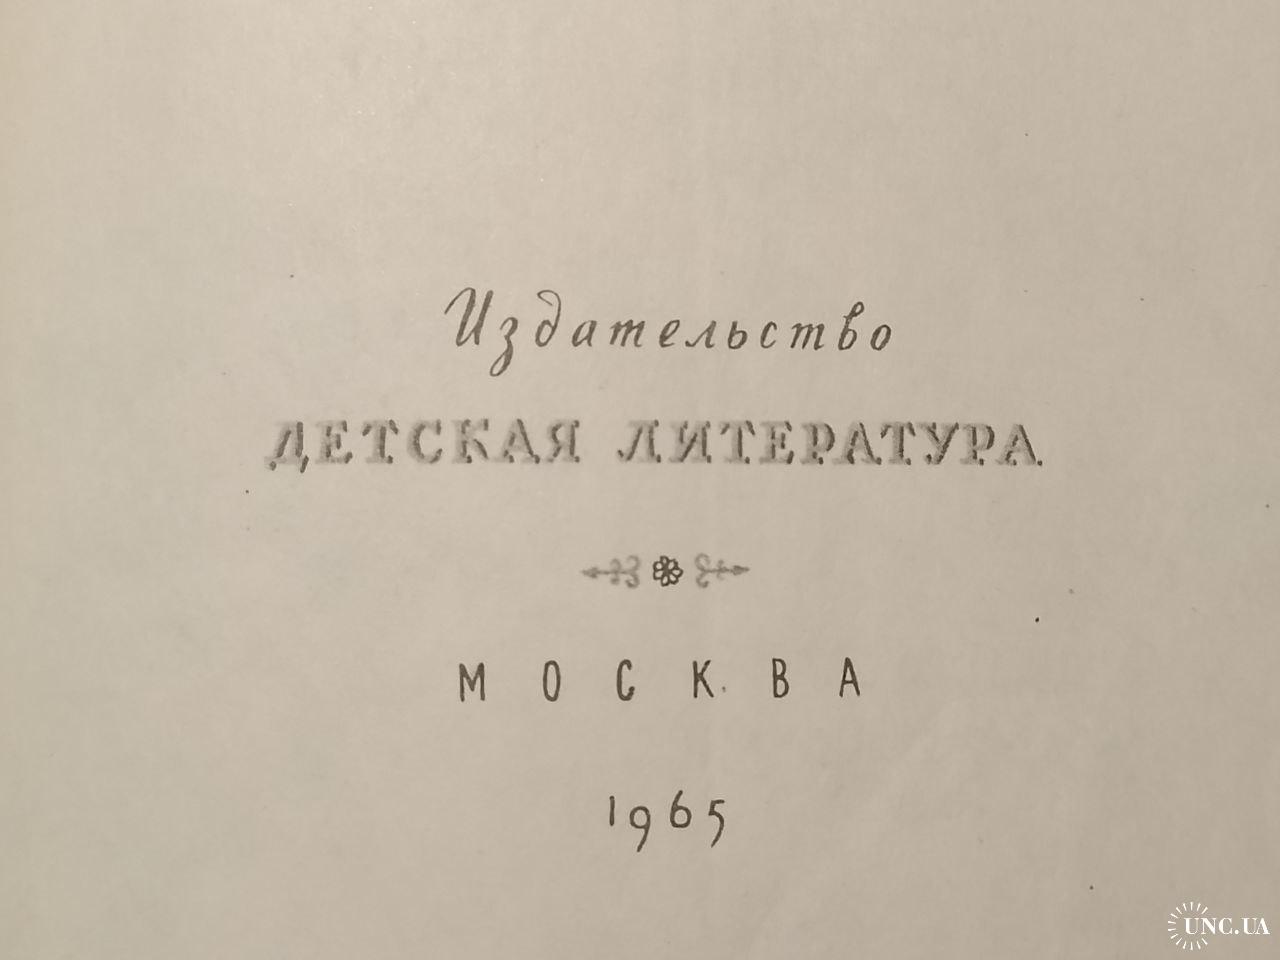 Издательство
ДЕТСКАЯ ЛИТЕРАТУРА
МОСКВА
1965
UNC.UA